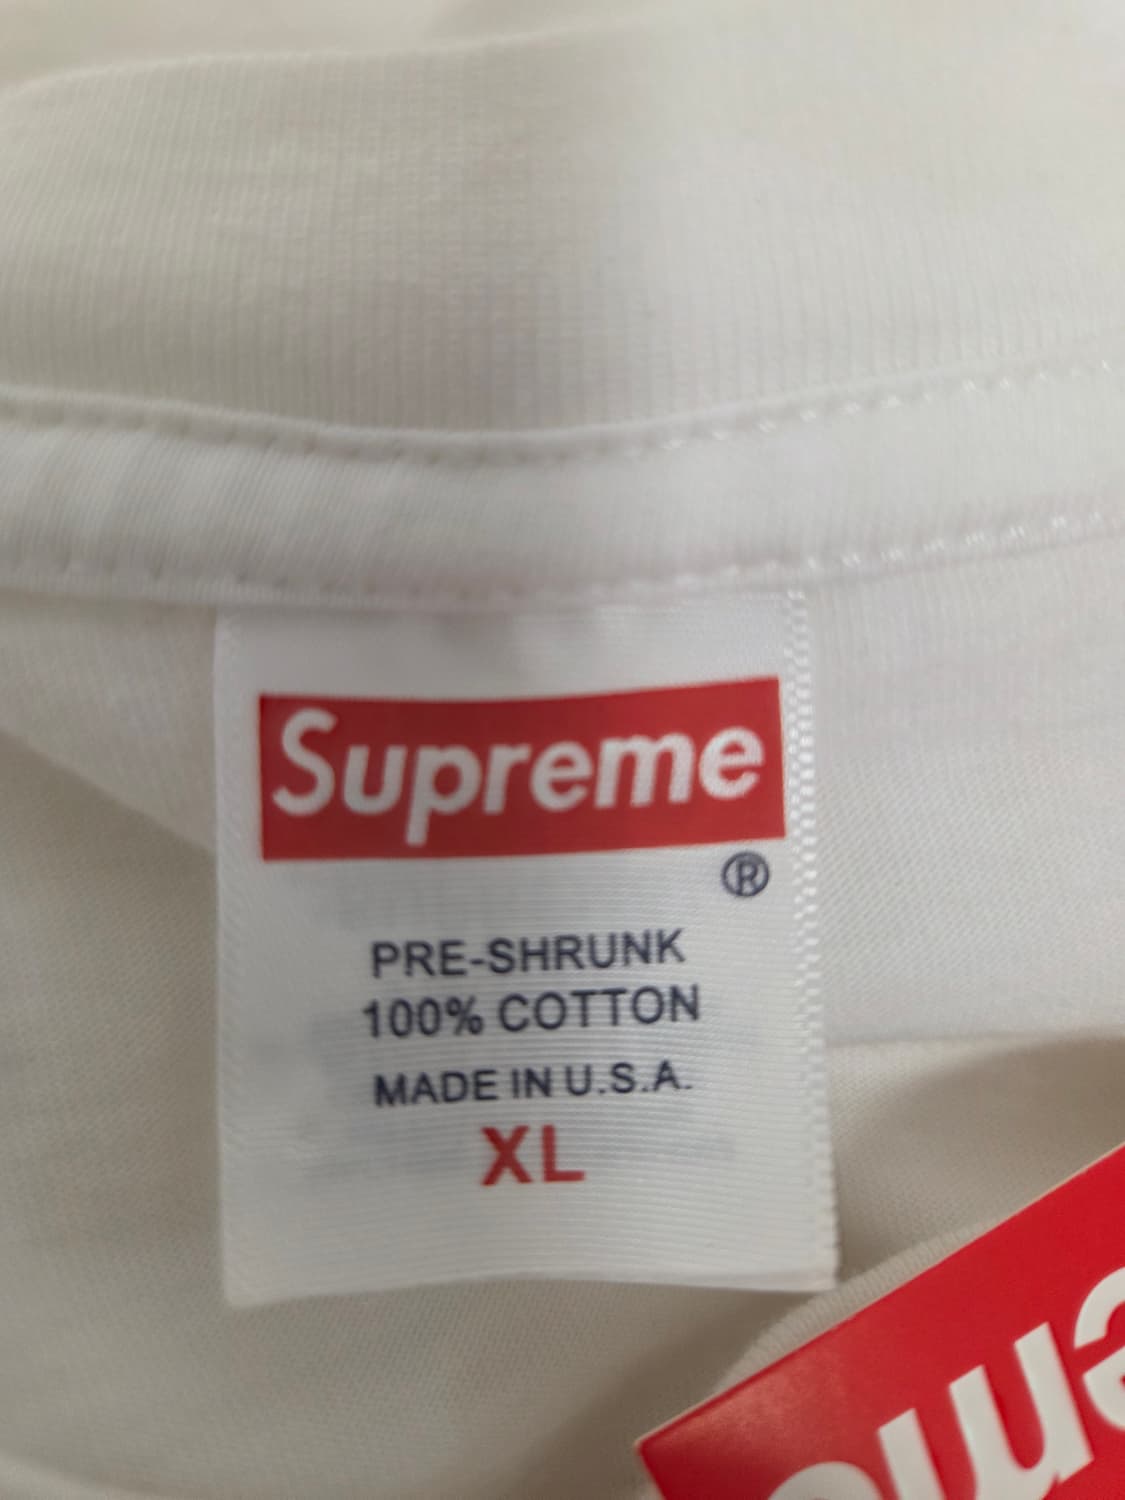 Supreme
®
PRE-SHRUNK
100% COTTON
MADE IN U.S.A.
XL